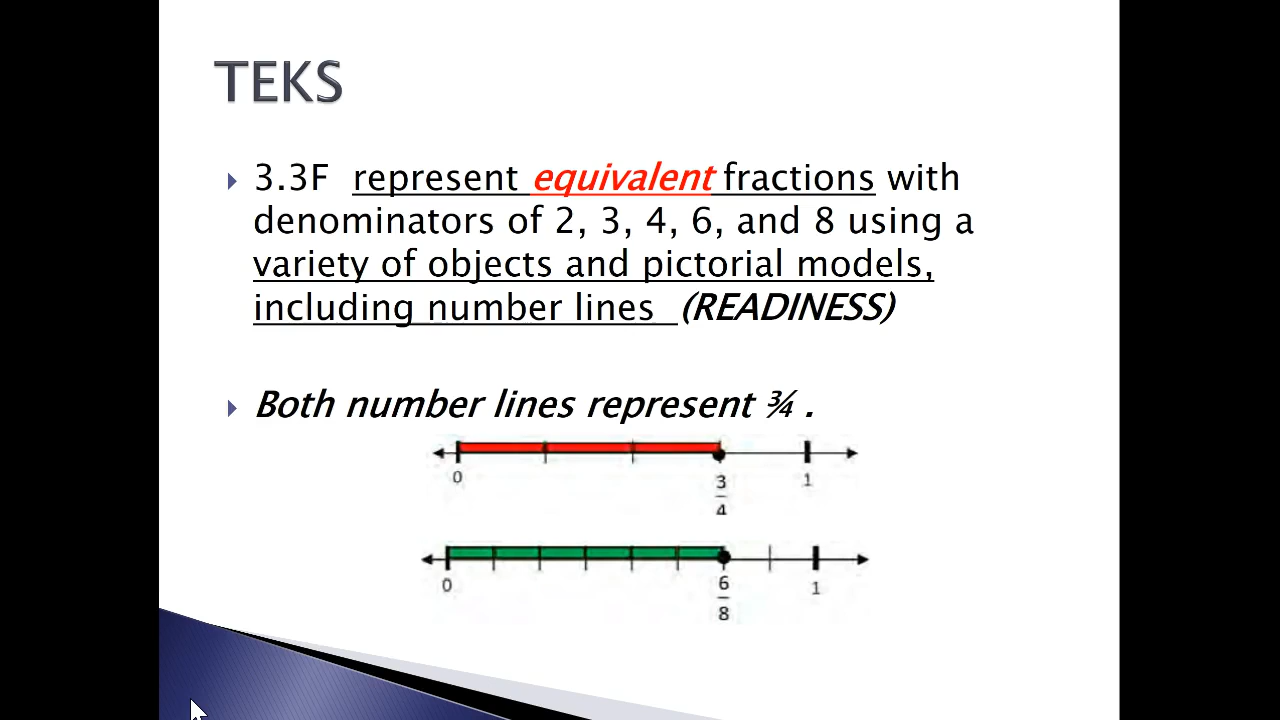 TEKS
3.3F represent equivalent fractions with
denominators of 2, 3, 4, 6, and 8 using a
variety of objects and pictorial models,
including number lines (READINESS)
Both number lines represent ¾ .
0 3/4 1
0 6/8 1